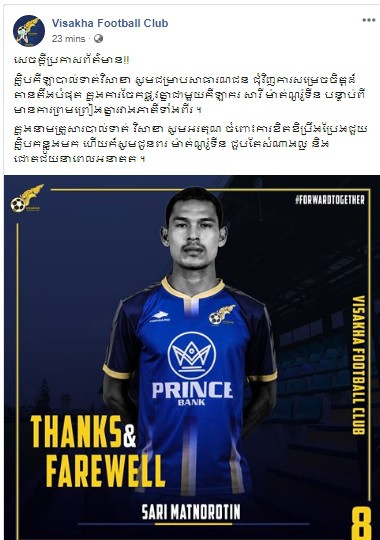 Visakha Football Club
23 mins ·
សេចក្តីប្រកាសព័ត៌មាន!!
ក្លិបកីឡាបាល់ទាត់វិសាខា សូមជម្រាបសាធារណជន ជុំវិញការសម្រេចចិត្តដ៏
តានតឹងបំផុត ក្នុងការចែកផ្លូវគ្នាជាមួយកីឡាករ សារី ម៉ាត់ណូរ៉ូទីន បន្ទាប់ពី
មានការព្រមព្រៀងគ្នារវាងភាគីទាំងពីរ ។
ក្នុងនាមគ្រួសារបាល់ទាត់ វិសាខា សូមអរគុណ ចំពោះការខិតខំប្រឹងប្រែងជួយ
ក្លិបកន្លងមក ហើយក៏សូមជូនពរ ម៉ាត់ណូរ៉ូទីន ជួបតែសំណាងល្អ និង
ជោគជ័យនាពេលអនាគត ។
#FORWARDTOGETHER
VISAKHA FOOTBALL CLUB
PRINCE
BANK
THANKS&
FAREWELL
SARI MATNOROTIN
8